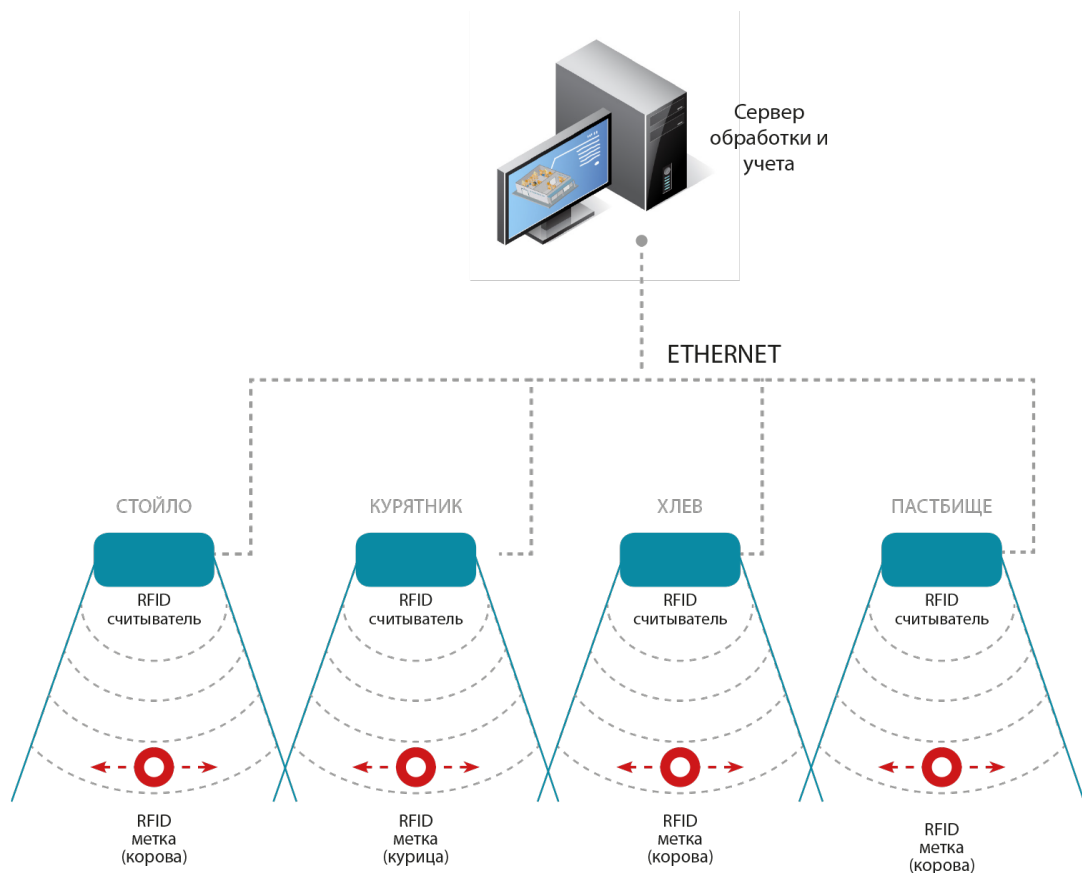 Сервер
обработки и
учета
ETHERNET
СТОЙЛО
КУРЯТНИК
ХЛЕВ
ПАСТБИЩЕ
RFID
считыватель
RFID
считыватель
RFID
считыватель
RFID
считыватель
RFID
метка
(корова)
RFID
метка
(курица)
RFID
метка
(корова)
RFID
метка
(корова)